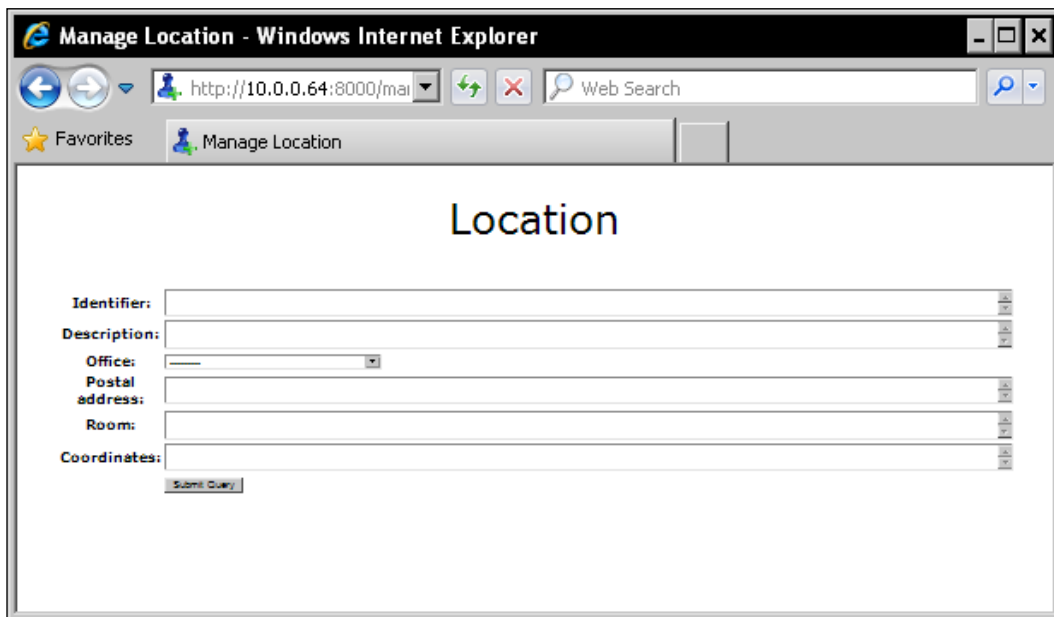 Manage Location - Windows Internet Explorer
http://10.0.0.64:8000/mai
Web Search
Favorites
Manage Location
Location
Identifier:
Description:
Office:
--------
Postal
address:
Room:
Coordinates:
Submit Query